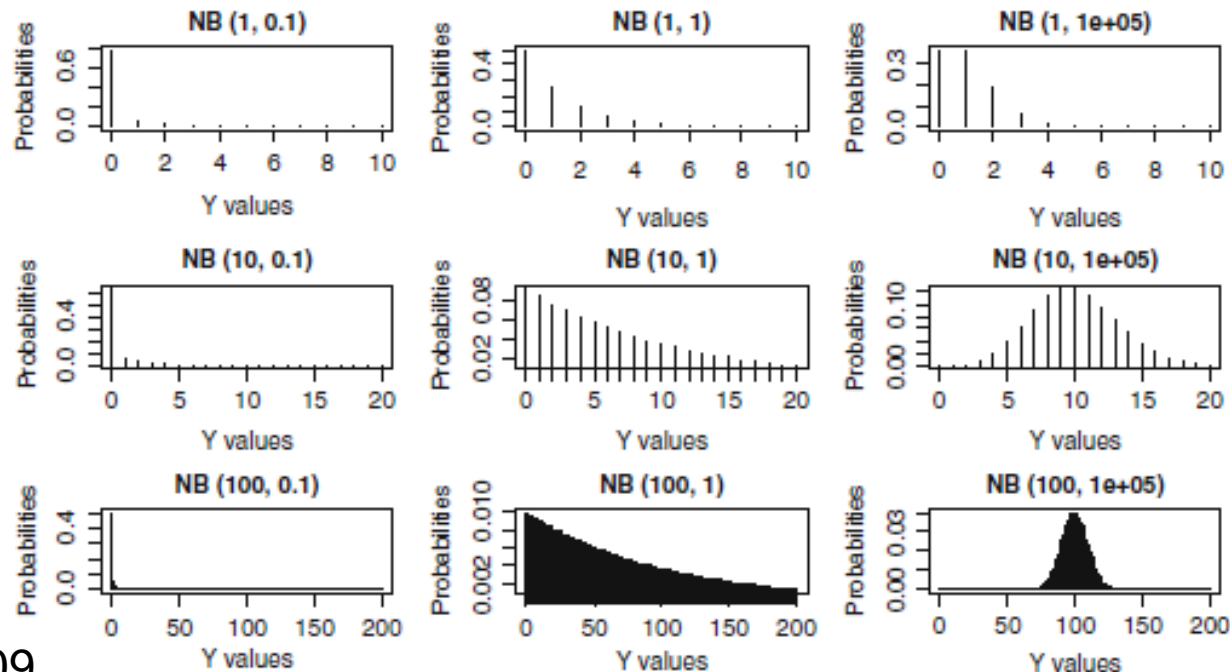 NB (1, 0.1)
Probabilities
0.0 0.6
0 2 4 6 8 10
Y values
NB (1, 1)
Probabilities
0.0 0.4
0 2 4 6 8 10
Y values
NB (1, 1e+05)
Probabilities
0.0 0.3
0 2 4 6 8 10
Y values
NB (10, 0.1)
Probabilities
0.0 0.4
0 5 10 15 20
Y values
NB (10, 1)
Probabilities
0.02 0.08
0 5 10 15 20
Y values
NB (10, 1e+05)
Probabilities
0.00 0.10
0 5 10 15 20
Y values
NB (100, 0.1)
Probabilities
0.0 0.4
0 50 100 150 200
Y values
NB (100, 1)
Probabilities
0.002 0.010
0 50 100 150 200
Y values
NB (100, 1e+05)
Probabilities
0.00 0.03
0 50 100 150 200
Y values
09